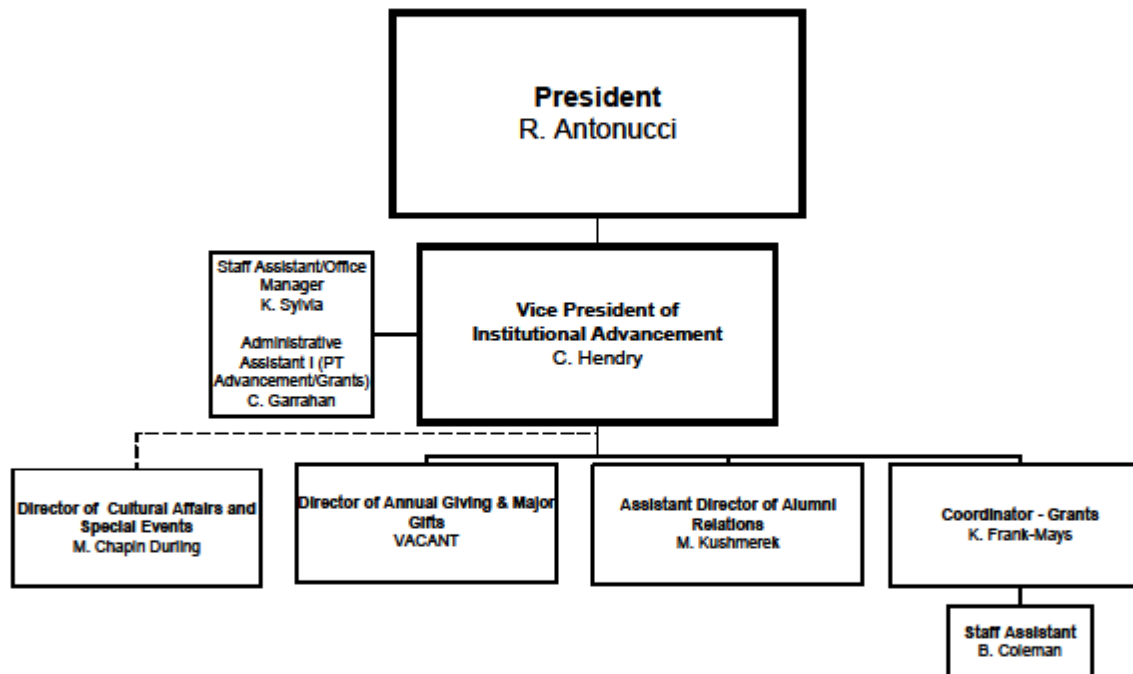 President
R. Antonucci
Staff Assistant/Office
Manager
K. Sylvia
Administrative
Assistant I (PT
Advancement/Grants)
C. Garrahan
Vice President of
Institutional Advancement
C. Hendry
Director of Cultural Affairs and
Special Events
M. Chapin Durling
Director of Annual Giving & Major
Gifts
VACANT
Assistant Director of Alumni
Relations
M. Kushmerek
Coordinator - Grants
K. Frank-Mays
Staff Assistant
B. Coleman